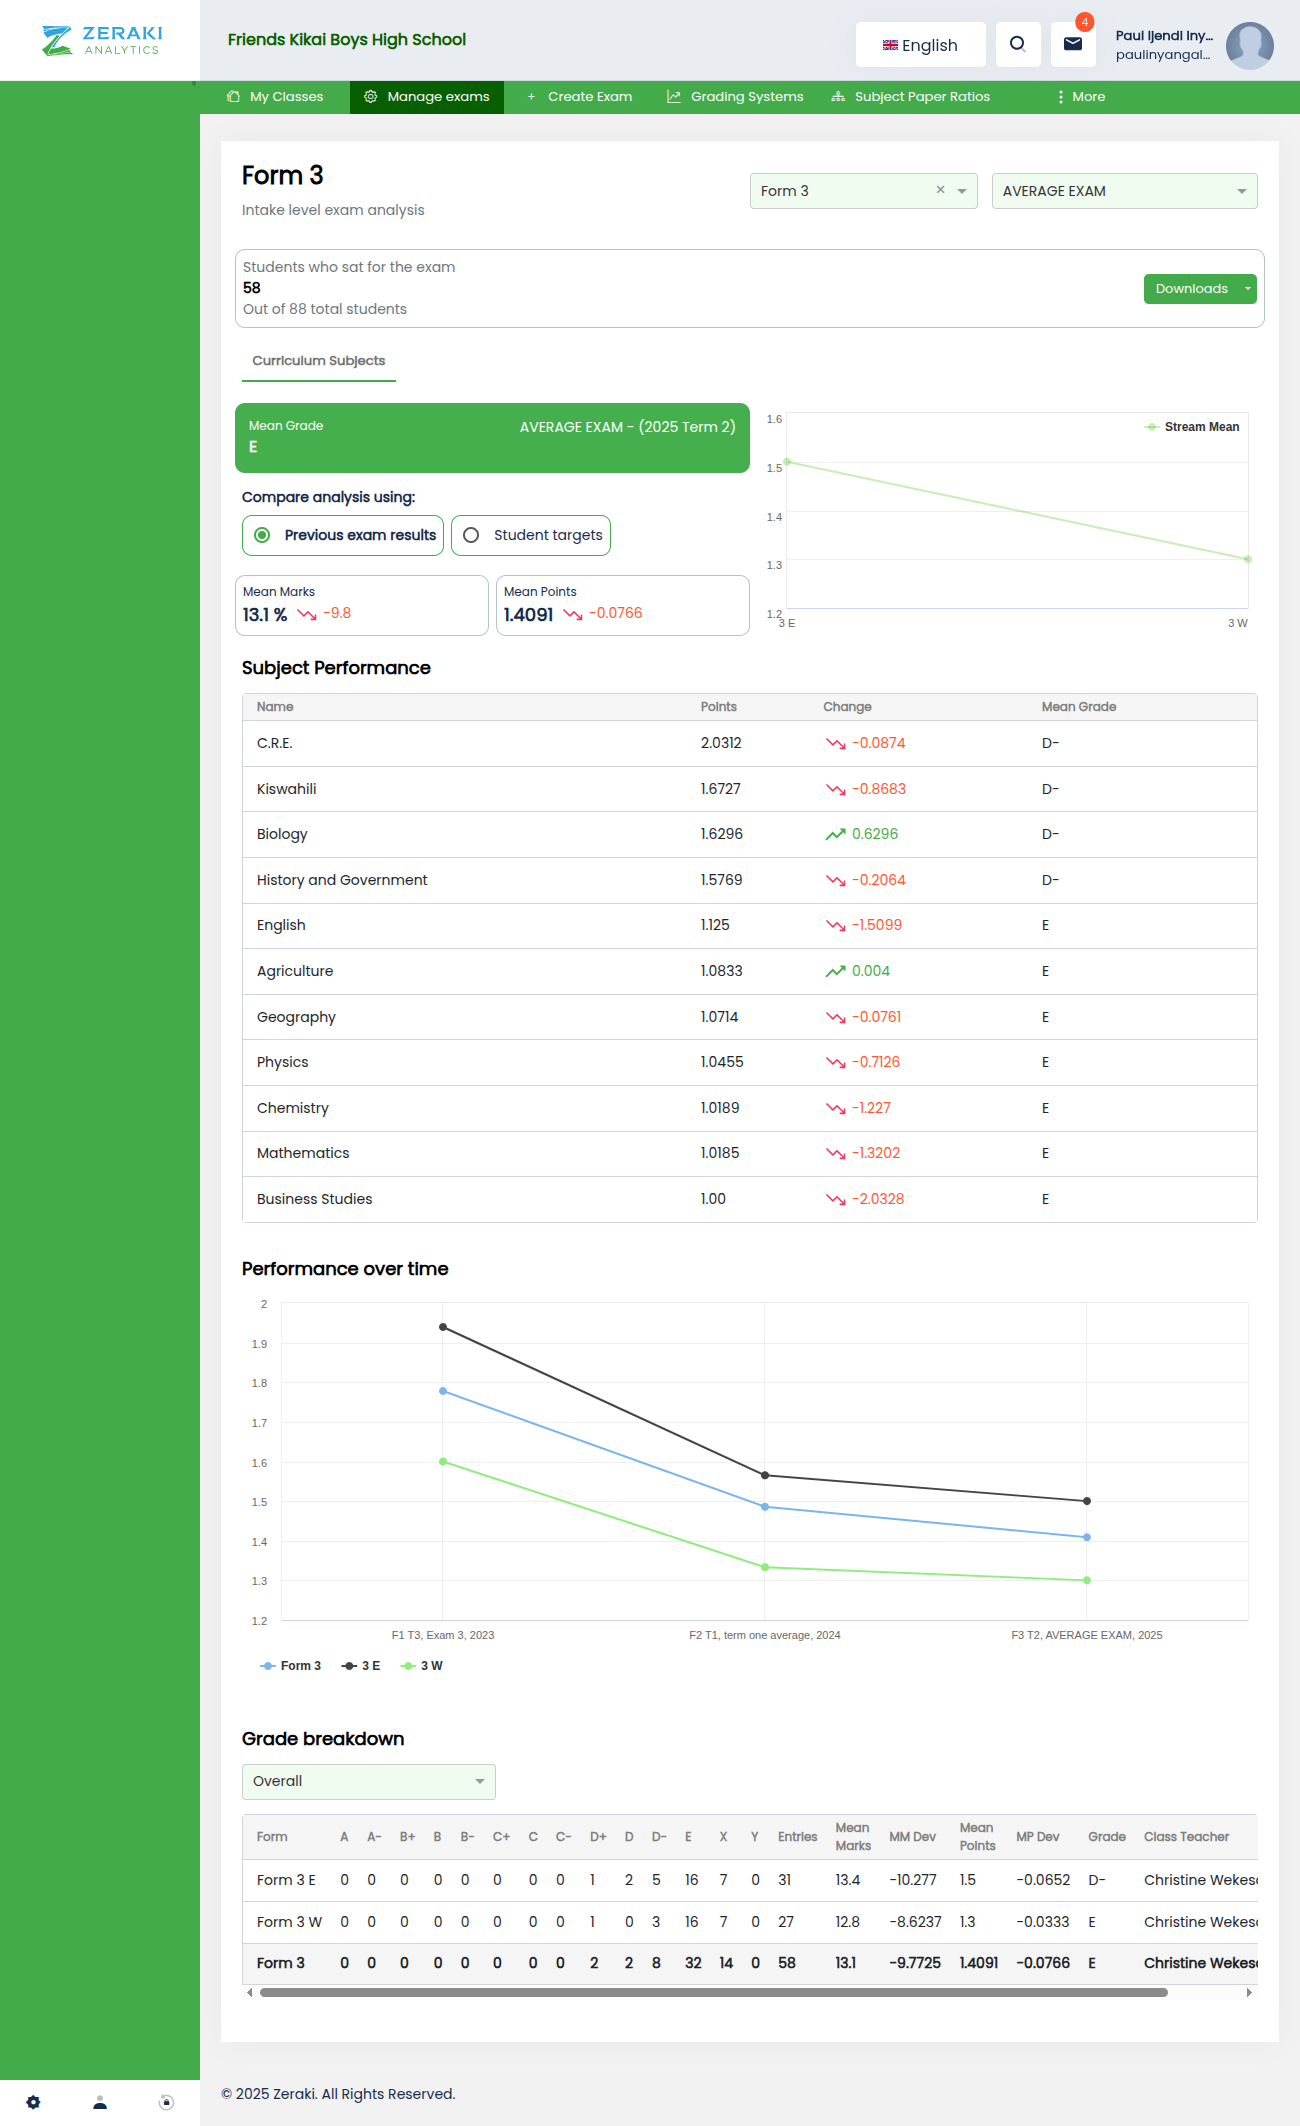 ZERAKI
ANALYTICS
Friends Kikai Boys High School
English
4
Paul Ijendi Iny...
paulinyangal...
My Classes
Manage exams
+ Create Exam
Grading Systems
Subject Paper Ratios
More
Form 3
Intake level exam analysis
Form 3 ×
AVERAGE EXAM
Students who sat for the exam
58
Out of 88 total students
Downloads
Curriculum Subjects
Mean Grade
E
AVERAGE EXAM - (2025 Term 2)
Compare analysis using:
Previous exam results
Student targets
Mean Marks
13.1 % -9.8
Mean Points
1.4091 -0.0766
1.6
1.5
1.4
1.3
1.2
Stream Mean
3 E
3 W
Subject Performance
Name Points Change Mean Grade
C.R.E. 2.0312 -0.0874 D-
Kiswahili 1.6727 -0.8683 D-
Biology 1.6296 0.6296 D-
History and Government 1.5769 -0.2064 D-
English 1.125 -1.5099 E
Agriculture 1.0833 0.004 E
Geography 1.0714 -0.0761 E
Physics 1.0455 -0.7126 E
Chemistry 1.0189 -1.227 E
Mathematics 1.0185 -1.3202 E
Business Studies 1.00 -2.0328 E
Performance over time
2
1.9
1.8
1.7
1.6
1.5
1.4
1.3
1.2
F1 T3, Exam 3, 2023
F2 T1, term one average, 2024
F3 T2, AVERAGE EXAM, 2025
Form 3 3 E 3 W
Grade breakdown
Overall
Form A A- B+ B B- C+ C C- D+ D D- E X Y Entries Mean Marks MM Dev Mean Points MP Dev Grade Class Teacher
Form 3 E 0 0 0 0 0 0 0 0 1 2 5 16 7 0 31 13.4 -10.277 1.5 -0.0652 D- Christine Wekesa
Form 3 W 0 0 0 0 0 0 0 0 1 0 3 16 7 0 27 12.8 -8.6237 1.3 -0.0333 E Christine Wekesa
Form 3 0 0 0 0 0 0 0 0 2 2 8 32 14 0 58 13.1 -9.7725 1.4091 -0.0766 E Christine Wekesa
© 2025 Zeraki. All Rights Reserved.